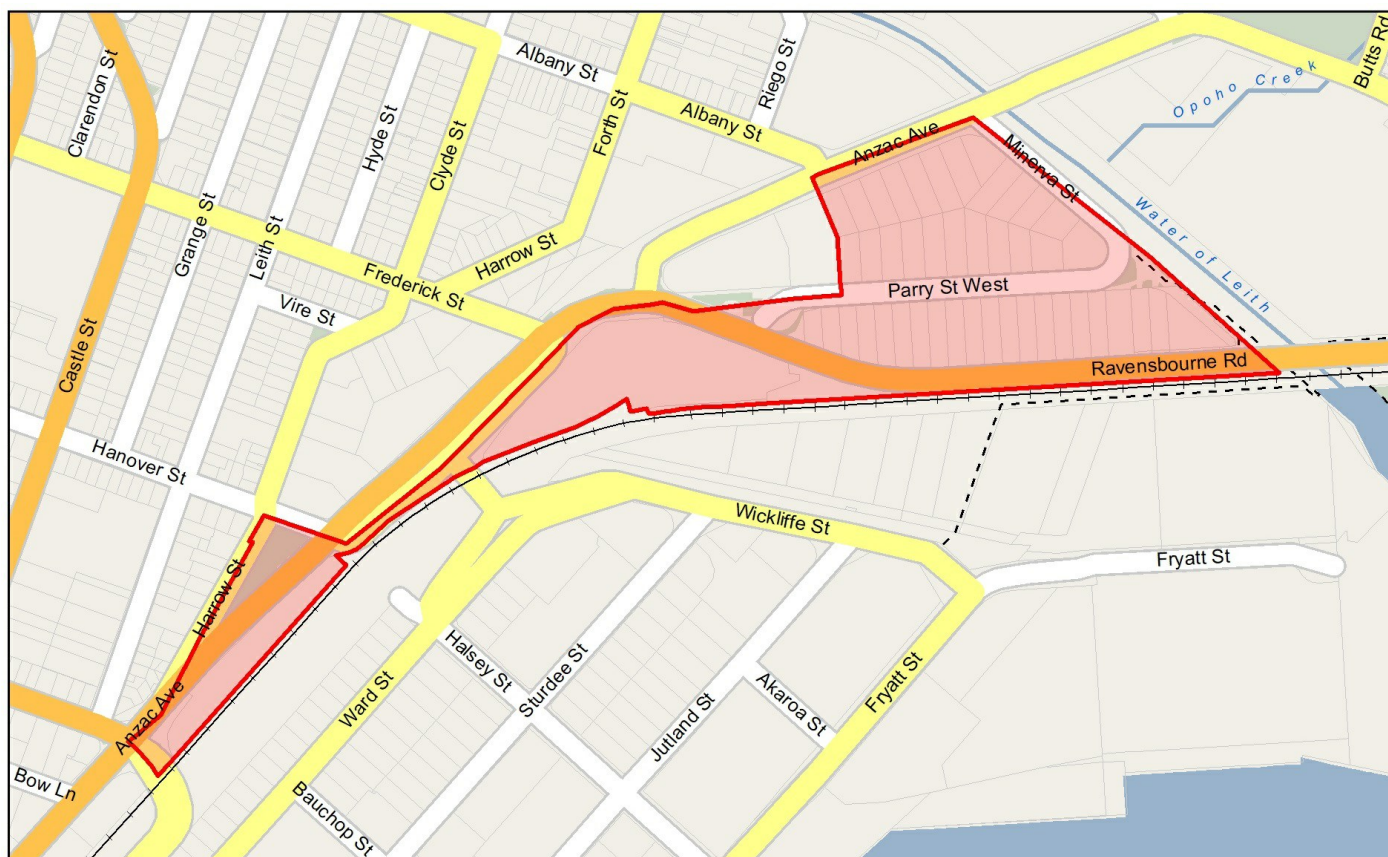 Clarendon St
Albany St
Riego St
Butts Rd
Opoho Creek
Hyde St
Clyde St
Forth St
Albany St
Anzac Ave
Minerva St
Grange St
Leith St
Water of Leith
Harrow St
Frederick St
Vire St
Parry St West
Castle St
Ravensbourne Rd
Hanover St
Wickliffe St
Fryatt St
Harrow St
Halsey St
Sturdee St
Anzac Ave
Ward St
Akaroa St
Fryatt St
Jutland St
Bow Ln
Bauchop St